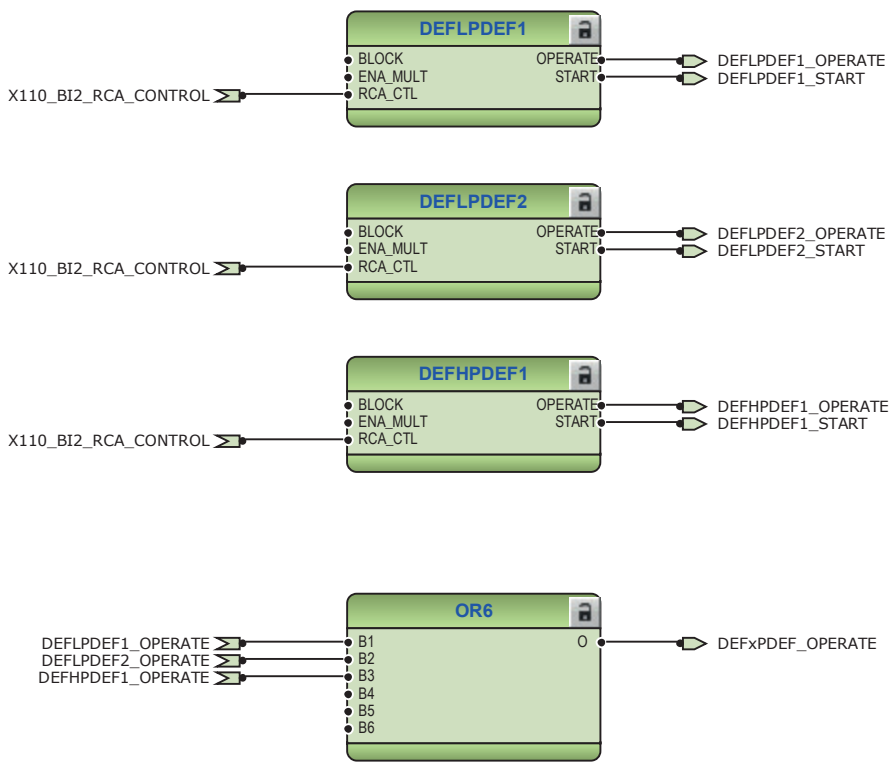 DEFLPDEF1
BLOCK OPERATE DEFLPDEF1_OPERATE
ENA_MULT START DEFLPDEF1_START
X110_BI2_RCA_CONTROL RCA_CTL
DEFLPDEF2
BLOCK OPERATE DEFLPDEF2_OPERATE
ENA_MULT START DEFLPDEF2_START
X110_BI2_RCA_CONTROL RCA_CTL
DEFHPDEF1
BLOCK OPERATE DEFHPDEF1_OPERATE
ENA_MULT START DEFHPDEF1_START
X110_BI2_RCA_CONTROL RCA_CTL
OR6
DEFLPDEF1_OPERATE B1 O DEFxPDEF_OPERATE
DEFLPDEF2_OPERATE B2
DEFHPDEF1_OPERATE B3
B4
B5
B6